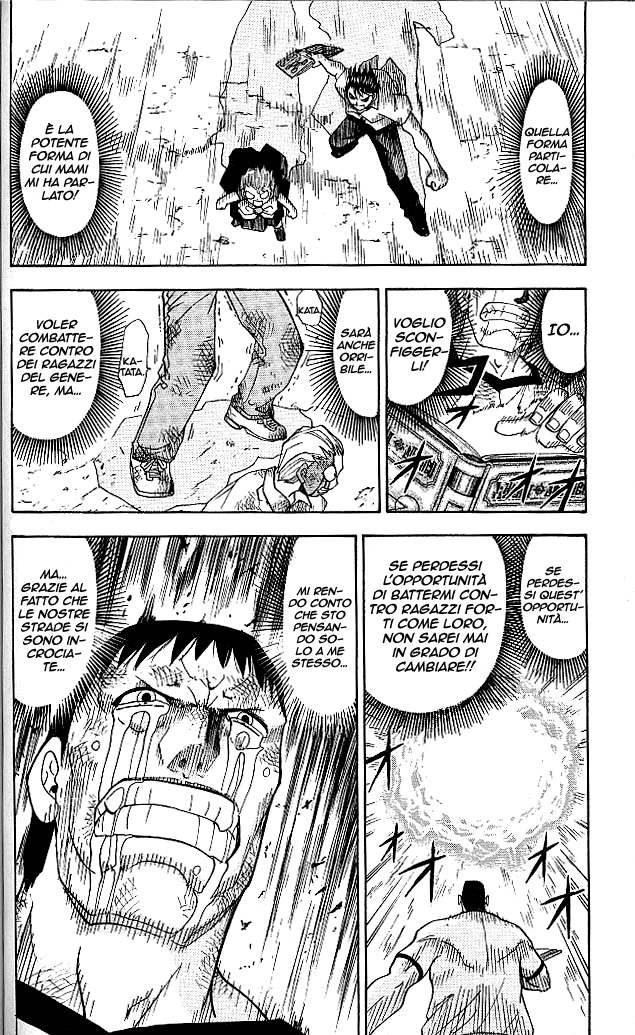 QUELLA
FORMA
PARTI-
COLA-
RE...
È LA
POTENTE
FORMA DI
CUI MAMI
MI HA PAR-
LATO!
IO...
VOGLIO
SCON-
FIGGER-
LI!
SARÀ
ANCHE
ORRI-
BILE...
KATA.
KA-
TATA.
VOLER
COMBATTE-
RE CONTRO
DEI RAGAZZI
DEL GENE-
RE, MA...
SE
PERDES-
SI QUEST'
OPPORTU-
NITÀ...
SE PERDESSI
L'OPPORTUNITÀ
DI BATTERMI CON-
TRO RAGAZZI FOR-
TI COME LORO,
NON SAREI MAI
IN GRADO DI
CAMBIARE!!
MI REN-
DO CONTO
CHE STO
PENSAN-
DO SO-
LO A ME
STESSO...
MA...
GRAZIE AL
FATTO CHE
LE NOSTRE
STRADE SI
SONO IN-
CROCIA-
TE...